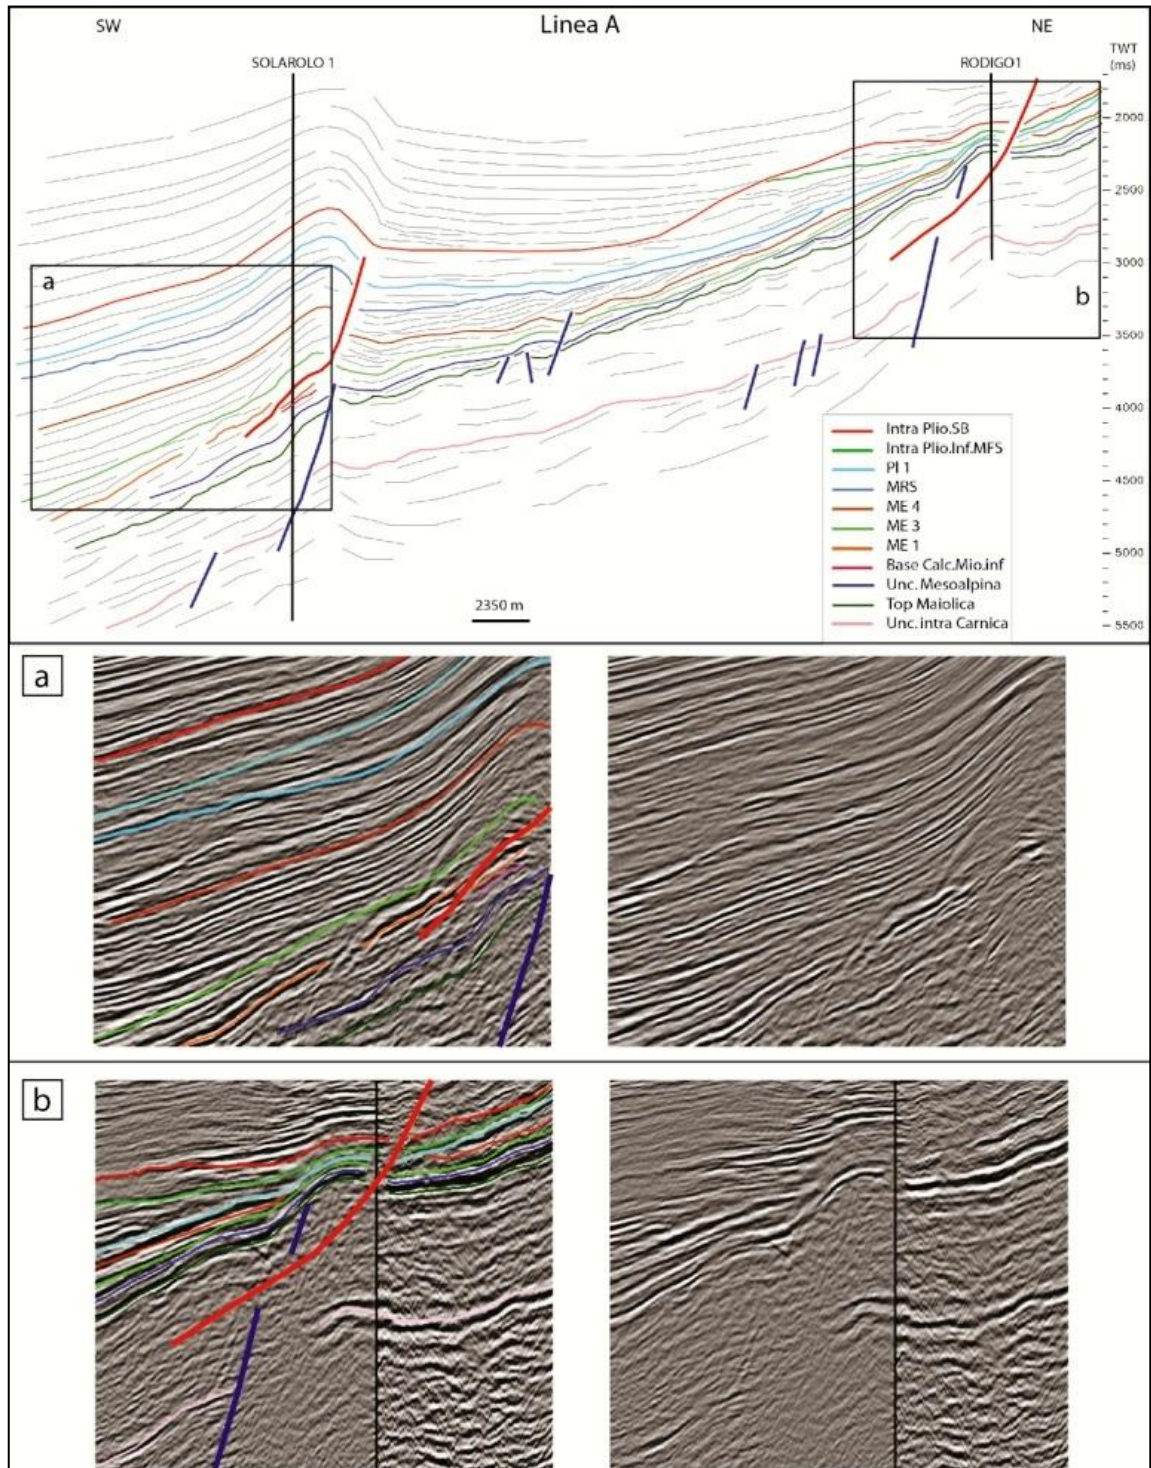 SW
Linea A
NE
TWT
(ms)
SOLAROLO 1
RODIGO1
2000
2500
3000
a
b
3500
4000
Intra Plio.SB
Intra Plio.Inf.MFS
Pl 1
MRS
ME 4
4500
ME 3
ME 1
5000
Base Calc.Mio.inf
Unc. Mesoalpina
2350 m
Top Maiolica
Unc. intra Carnica
5500
a
b